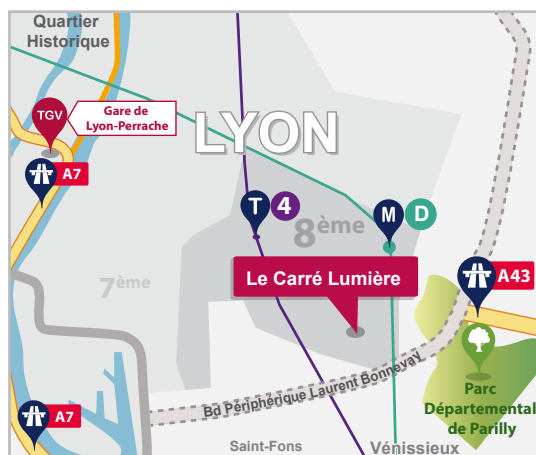 Quartier
Historique
TGV
Gare de
Lyon-Perrache
LYON
A7
T 4
8ème
M D
7ème
Le Carré Lumière
A43
Bd Périphérique Laurent Bonnevay
Parc
Départemental
de Parilly
A7
Saint-Fons
Vénissieux